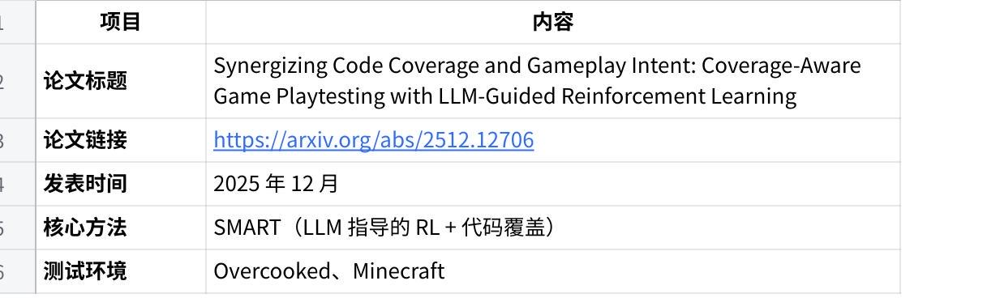 1 项目 内容
2 论文标题 Synergizing Code Coverage and Gameplay Intent: Coverage-Aware
Game Playtesting with LLM-Guided Reinforcement Learning
3 论文链接 https://arxiv.org/abs/2512.12706
4 发表时间 2025 年 12 月
5 核心方法 SMART（LLM 指导的 RL + 代码覆盖）
6 测试环境 Overcooked、Minecraft